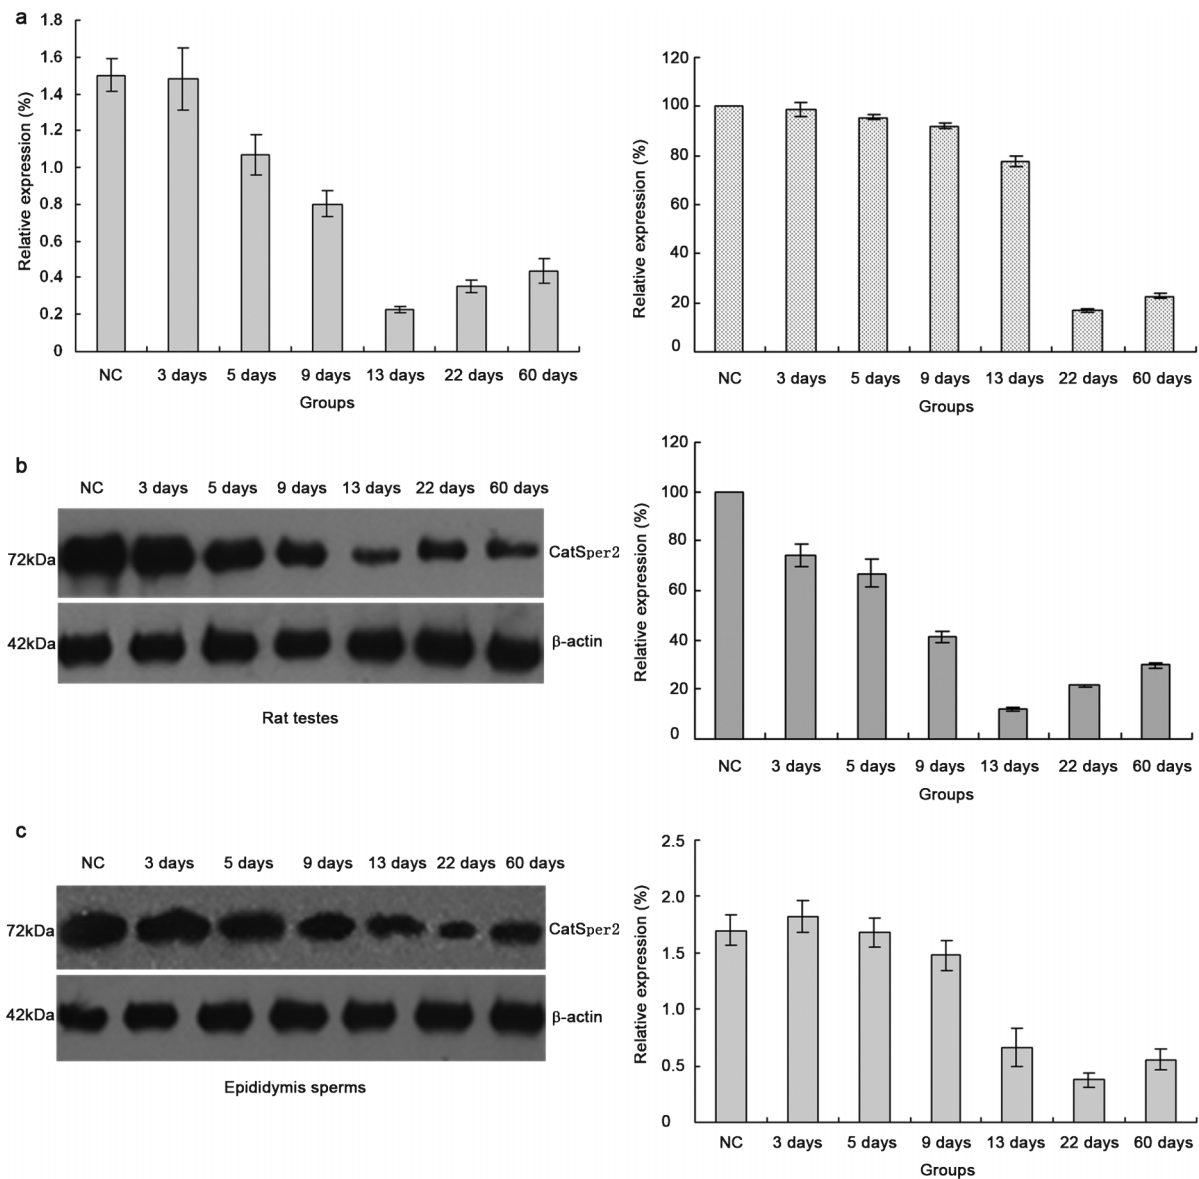 a
1.8
1.6
1.4
1.2
1.0
0.8
0.6
0.4
0.2
0
Relative expression (%)
NC 3 days 5 days 9 days 13 days 22 days 60 days
Groups
120
100
80
60
40
20
0
Relative expression (%)
NC 3 days 5 days 9 days 13 days 22 days 60 days
Groups
b
NC 3 days 5 days 9 days 13 days 22 days 60 days
72kDa CatSper2
42kDa β-actin
Rat testes
120
100
80
60
40
20
0
Relative expression (%)
NC 3 days 5 days 9 days 13 days 22 days 60 days
Groups
c
NC 3 days 5 days 9 days 13 days 22 days 60 days
72kDa CatSper2
42kDa β-actin
Epididymis sperms
2.5
2.0
1.5
1.0
0.5
0
Relative expression (%)
NC 3 days 5 days 9 days 13 days 22 days 60 days
Groups